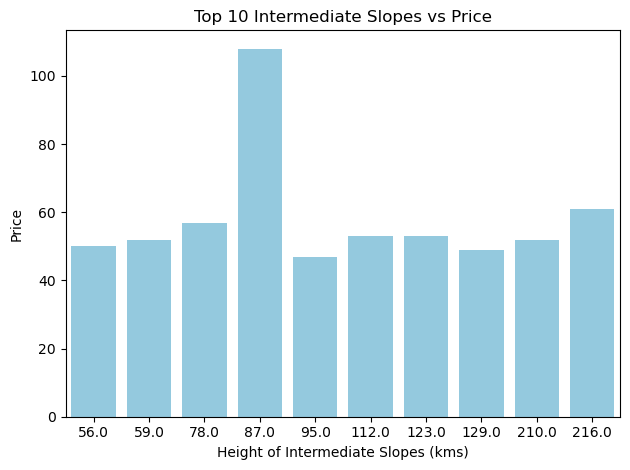 Top 10 Intermediate Slopes vs Price
100
80
60
40
20
0
Price
56.0 59.0 78.0 87.0 95.0 112.0 123.0 129.0 210.0 216.0
Height of Intermediate Slopes (kms)